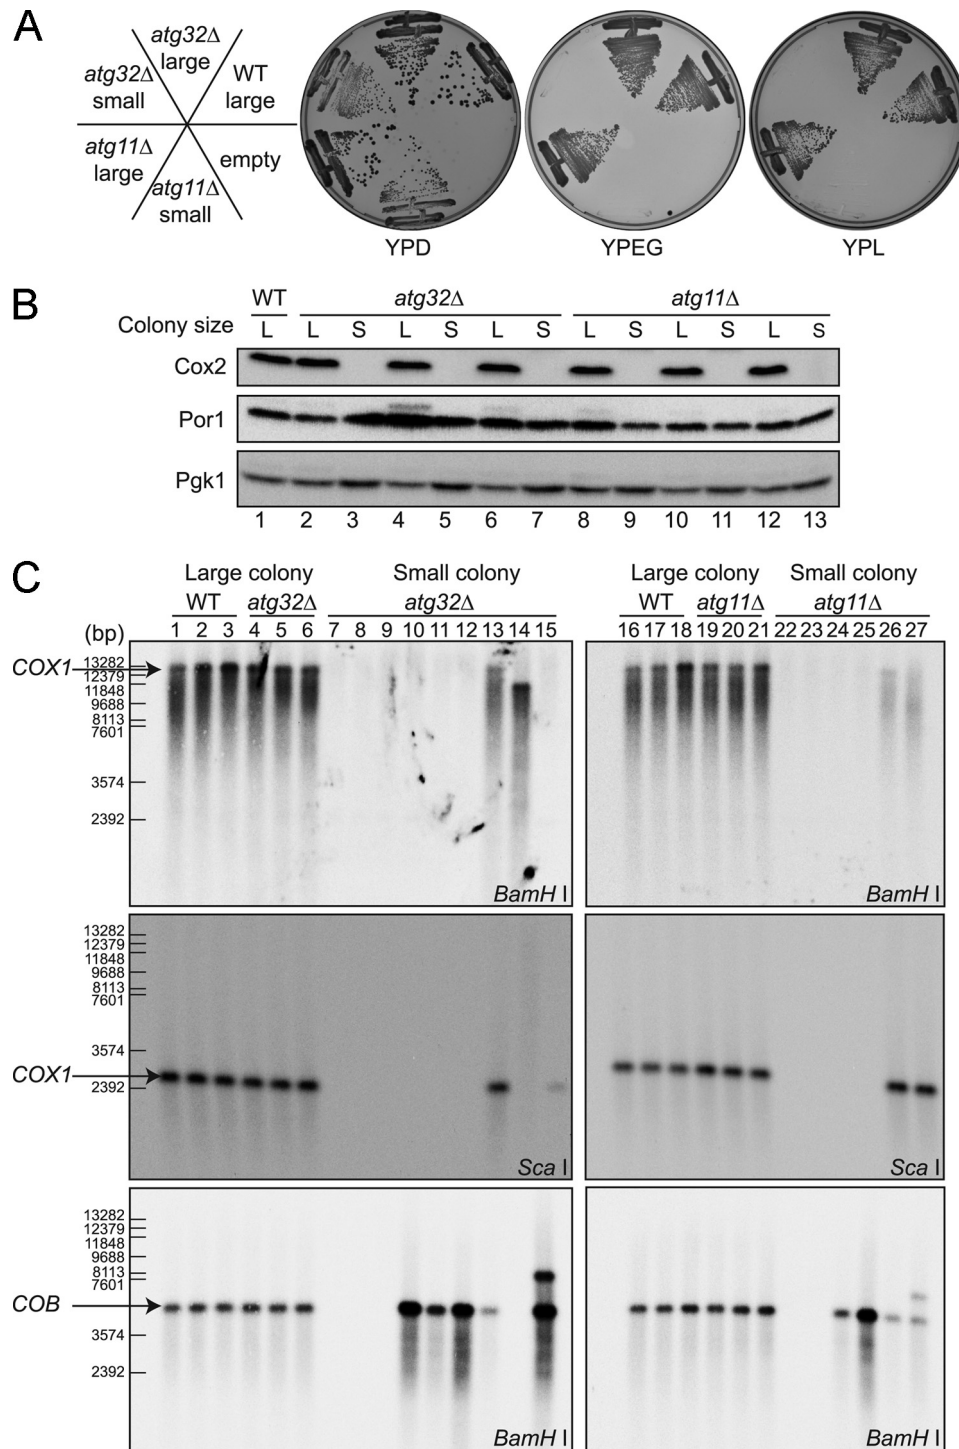 A
atg32Δ
large
atg32Δ
small
WT
large
atg11Δ
large
empty
atg11Δ
small
YPD
YPEG
YPL
B
WT
atg32Δ
atg11Δ
Colony size
L L S L S L S L S L S L S
Cox2
Por1
Pgk1
1 2 3 4 5 6 7 8 9 10 11 12 13
C
Large colony
Small colony
WT
atg32Δ
atg32Δ
1 2 3 4 5 6 7 8 9 10 11 12 13 14 15
Large colony
Small colony
WT
atg11Δ
atg11Δ
16 17 18 19 20 21 22 23 24 25 26 27
(bp)
COX1
13282
12379
11848
9688
8113
7601
3574
2392
BamH I
BamH I
13282
12379
11848
9688
8113
7601
3574
COX1
2392
Sca I
Sca I
13282
12379
11848
9688
8113
7601
COB
3574
2392
BamH I
BamH I